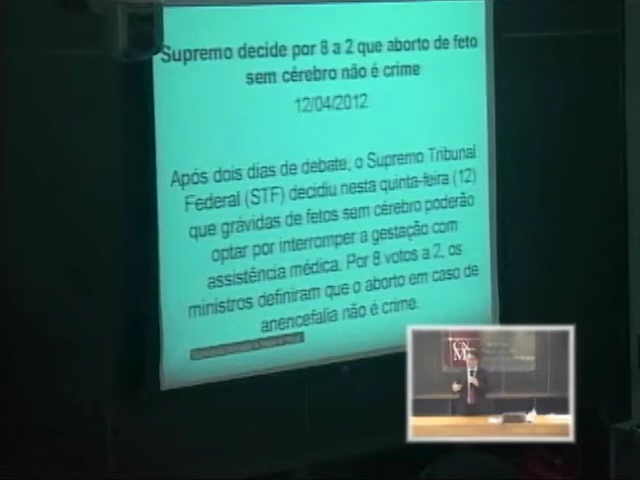 Supremo decide por 8 a 2 que aborto de feto
sem cérebro não é crime
12/04/2012
Após dois dias de debate, o Supremo Tribunal
Federal (STF) decidiu nesta quinta-feira (12)
que grávidas de fetos sem cérebro poderão
optar por interromper a gestação com
assistência médica. Por 8 votos a 2, os
ministros definiram que o aborto em caso de
anencefalia não é crime.